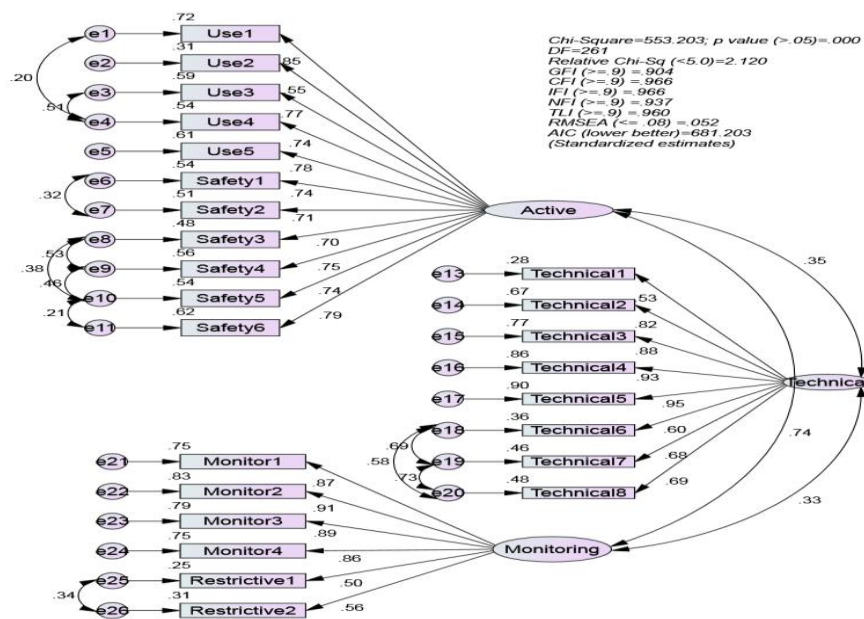 Chi-Square=553.203; p value (>.05)=.000
DF=261
Relative Chi-Sq (<5.0)=2.120
GFI (>=.9) =.904
CFI (>=.9) =.966
IFI (>=.9) =.966
NFI (>=.9) =.937
TLI (>=.9) =.960
RMSEA (<= .08) =.052
AIC (lower better)=681.203
(Standardized estimates)
.72
e1 Use1
.31
e2 Use2 .85
.59
.20 e3 Use3 .55
.51 .54
e4 Use4 .77
.61
e5 Use5 .74
.54 .78
e6 Safety1
.32 .51 .74
e7 Safety2 .71
.48
e8 Safety3 .70
.53 .56
.38 e9 Safety4 .75
.46 .54
e10 Safety5 .74
.21 .62
e11 Safety6 .79
Active
.35
.28
e13 Technical1
.67
e14 Technical2 .53
.77
e15 Technical3 .82
.86 .88
e16 Technical4 .93
.90
e17 Technical5 .95
.36
e18 Technical6 .60
.69
.58 .46
e19 Technical7 .68
.73 .48
e20 Technical8 .69
Technical
.74
.33
.75
e21 Monitor1
.83 .87
e22 Monitor2 .91
.79
e23 Monitor3 .89
.75
e24 Monitor4 .86
.25
e25 Restrictive1 .50
.34 .31
e26 Restrictive2 .56
Monitoring